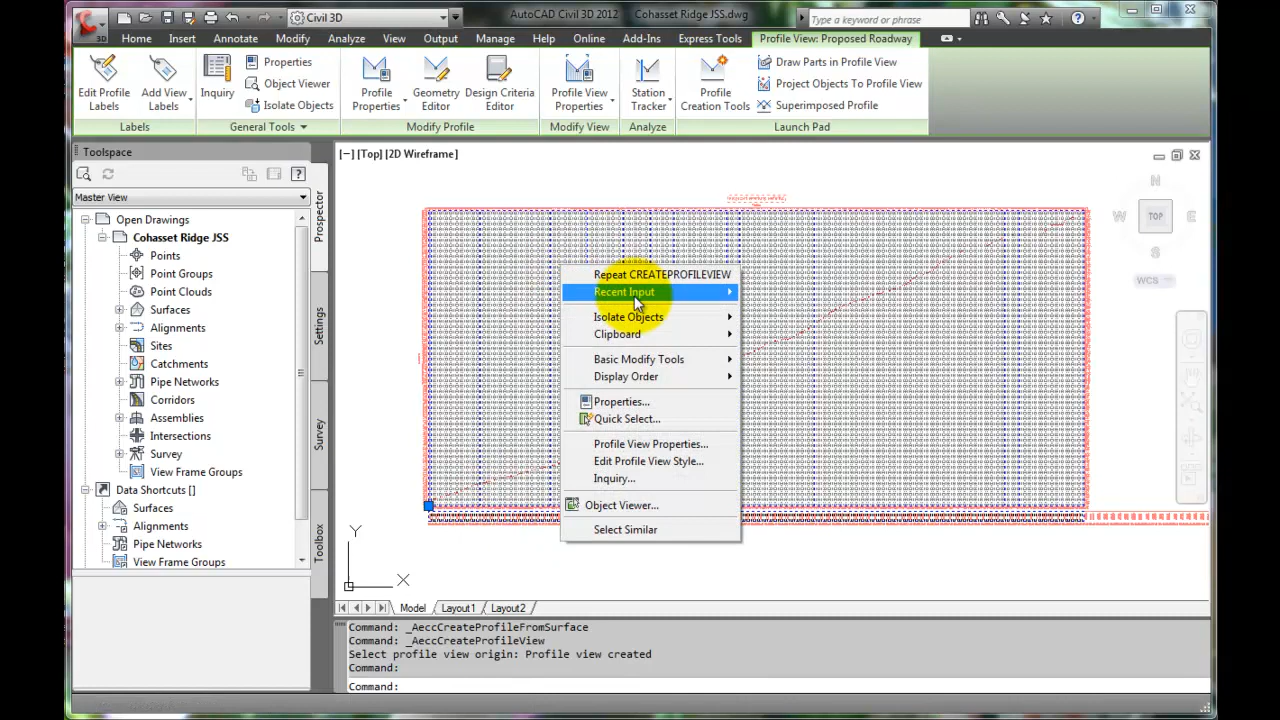 Civil 3D
AutoCAD Civil 3D 2012
Cohasset Ridge JSS.dwg
Type a keyword or phrase
3D
Home
Insert
Annotate
Modify
Analyze
View
Output
Manage
Help
Online
Add-Ins
Express Tools
Profile View: Proposed Roadway
Edit Profile
Labels
Add View
Labels
Inquiry
Properties
Object Viewer
Isolate Objects
Profile
Properties
Geometry
Editor
Design Criteria
Editor
Profile View
Properties
Station
Tracker
Profile
Creation Tools
Draw Parts in Profile View
Project Objects To Profile View
Superimposed Profile
Labels
General Tools
Modify Profile
Modify View
Analyze
Launch Pad
Toolspace
Master View
Open Drawings
Cohasset Ridge JSS
Points
Point Groups
Point Clouds
Surfaces
Alignments
Sites
Catchments
Pipe Networks
Corridors
Assemblies
Intersections
Survey
View Frame Groups
Data Shortcuts []
Surfaces
Alignments
Pipe Networks
View Frame Groups
Prospector
Settings
Survey
Toolbox
[−] [Top] [2D Wireframe]
N
W
TOP
E
S
WCS
Repeat CREATEPROFILEVIEW
Recent Input
Isolate Objects
Clipboard
Basic Modify Tools
Display Order
Properties...
Quick Select...
Profile View Properties...
Edit Profile View Style...
Inquiry...
Object Viewer...
Select Similar
Y
X
Model
Layout1
Layout2
Command: _AeccCreateProfileFromSurface
Command: _AeccCreateProfileView
Select profile view origin: Profile view created
Command:
Command: